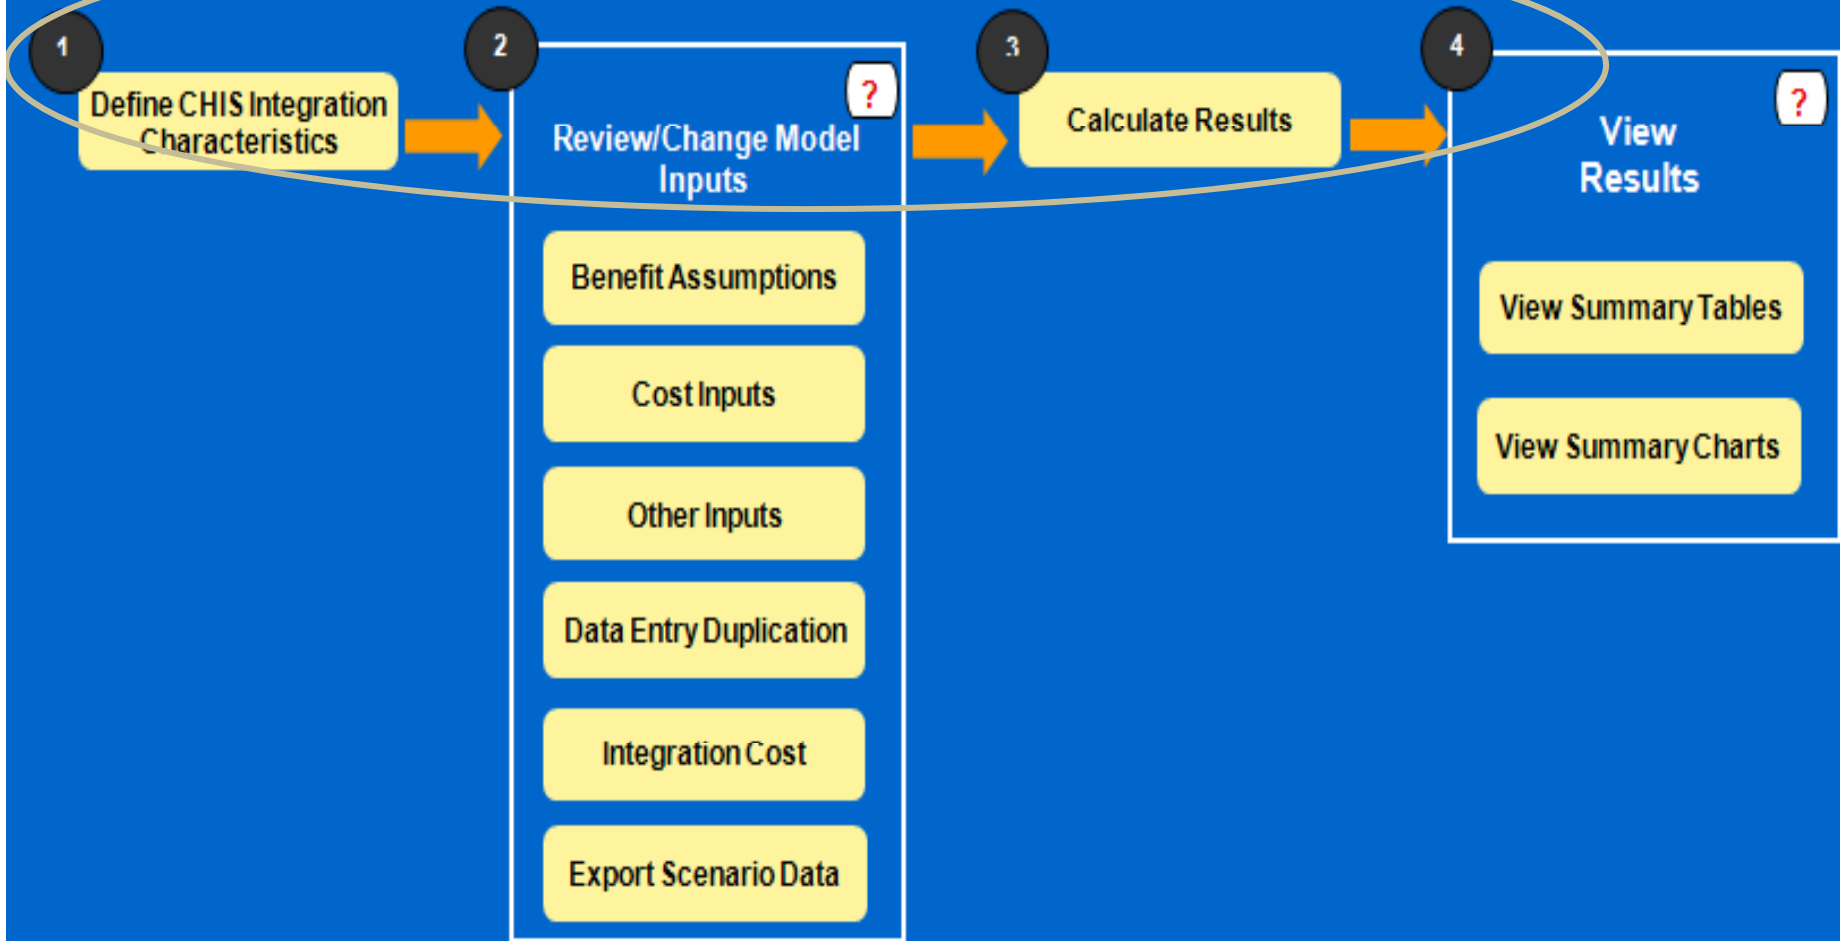 1
Define CHIS Integration
Characteristics
2
?
Review/Change Model
Inputs
Benefit Assumptions
Cost Inputs
Other Inputs
Data Entry Duplication
Integration Cost
Export Scenario Data
3
Calculate Results
4
?
View
Results
View Summary Tables
View Summary Charts